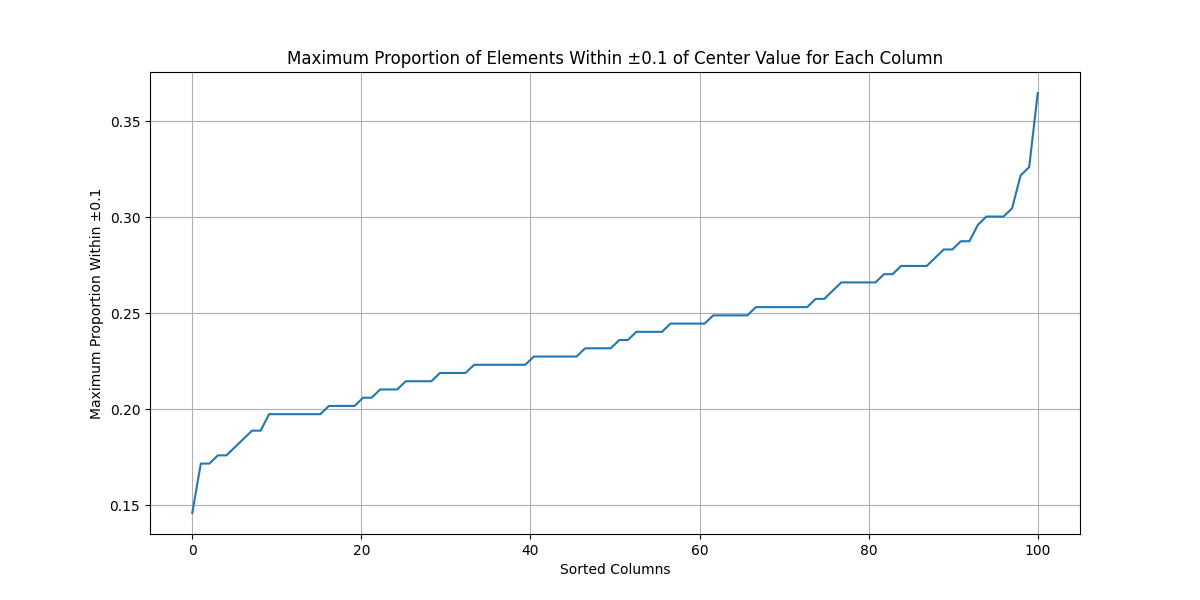 Maximum Proportion of Elements Within ±0.1 of Center Value for Each Column
Maximum Proportion Within ±0.1
0.35
0.30
0.25
0.20
0.15
0 20 40 60 80 100
Sorted Columns